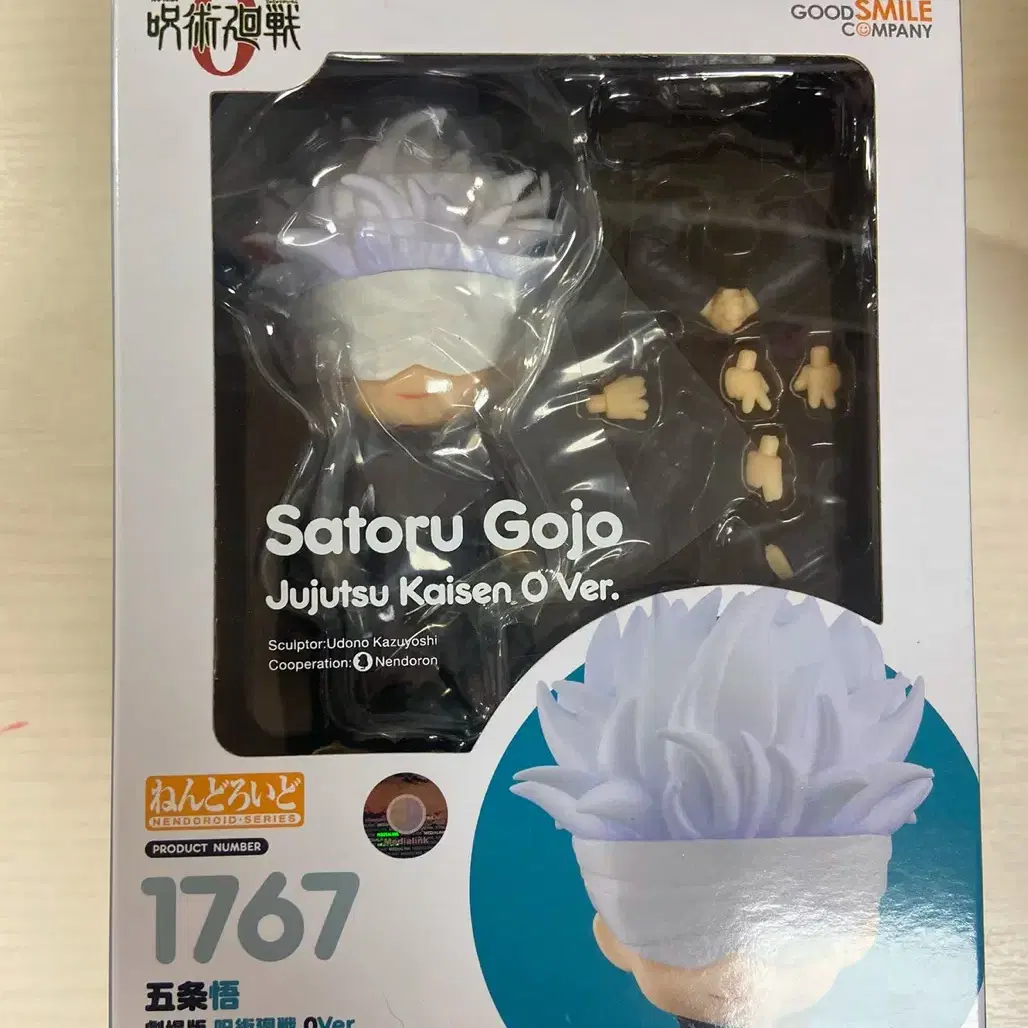 呪術廻戦
0
GOOD SMILE
COMPANY
Satoru Gojo
Jujutsu Kaisen 0 Ver.
Sculptor:Udono Kazuyoshi
Cooperation: Nendoron
ねんどろいど
NENDOROID·SERIES
PRODUCT NUMBER
Medialink
1767
五条悟
劇場版 呪術廻戦 0Ver.